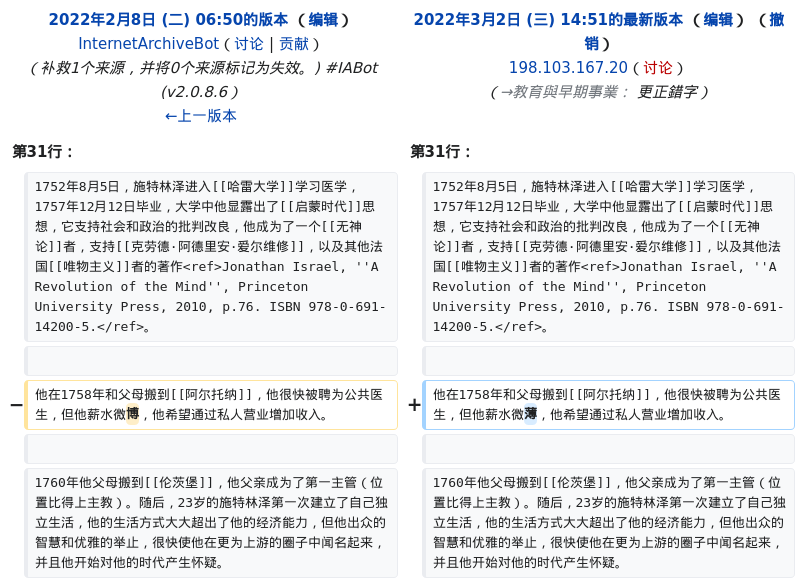 2022年2月8日 (二) 06:50的版本 （编辑）
InternetArchiveBot（讨论 | 贡献）
（补救1个来源，并将0个来源标记为失效。) #IABot
(v2.0.8.6）
←上一版本
第31行：
1752年8月5日，施特林泽进入[[哈雷大学]]学习医学，
1757年12月12日毕业，大学中他显露出了[[启蒙时代]]思
想，它支持社会和政治的批判改良，他成为了一个[[无神
论]]者，支持[[克劳德·阿德里安·爱尔维修]]，以及其他法
国[[唯物主义]]者的著作<ref>Jonathan Israel, ''A
Revolution of the Mind'', Princeton
University Press, 2010, p.76. ISBN 978-0-691-
14200-5.</ref>。
− 他在1758年和父母搬到[[阿尔托纳]]，他很快被聘为公共医
生，但他薪水微博，他希望通过私人营业增加收入。
1760年他父母搬到[[伦茨堡]]，他父亲成为了第一主管（位
置比得上主教）。随后，23岁的施特林泽第一次建立了自己独
立生活，他的生活方式大大超出了他的经济能力，但他出众的
智慧和优雅的举止，很快使他在更为上游的圈子中闻名起来，
并且他开始对他的时代产生怀疑。
2022年3月2日 (三) 14:51的最新版本 （编辑）（撤
销）
198.103.167.20（讨论）
（→教育與早期事業： 更正錯字）
第31行：
1752年8月5日，施特林泽进入[[哈雷大学]]学习医学，
1757年12月12日毕业，大学中他显露出了[[启蒙时代]]思
想，它支持社会和政治的批判改良，他成为了一个[[无神
论]]者，支持[[克劳德·阿德里安·爱尔维修]]，以及其他法
国[[唯物主义]]者的著作<ref>Jonathan Israel, ''A
Revolution of the Mind'', Princeton
University Press, 2010, p.76. ISBN 978-0-691-
14200-5.</ref>。
+ 他在1758年和父母搬到[[阿尔托纳]]，他很快被聘为公共医
生，但他薪水微薄，他希望通过私人营业增加收入。
1760年他父母搬到[[伦茨堡]]，他父亲成为了第一主管（位
置比得上主教）。随后，23岁的施特林泽第一次建立了自己独
立生活，他的生活方式大大超出了他的经济能力，但他出众的
智慧和优雅的举止，很快使他在更为上游的圈子中闻名起来，
并且他开始对他的时代产生怀疑。